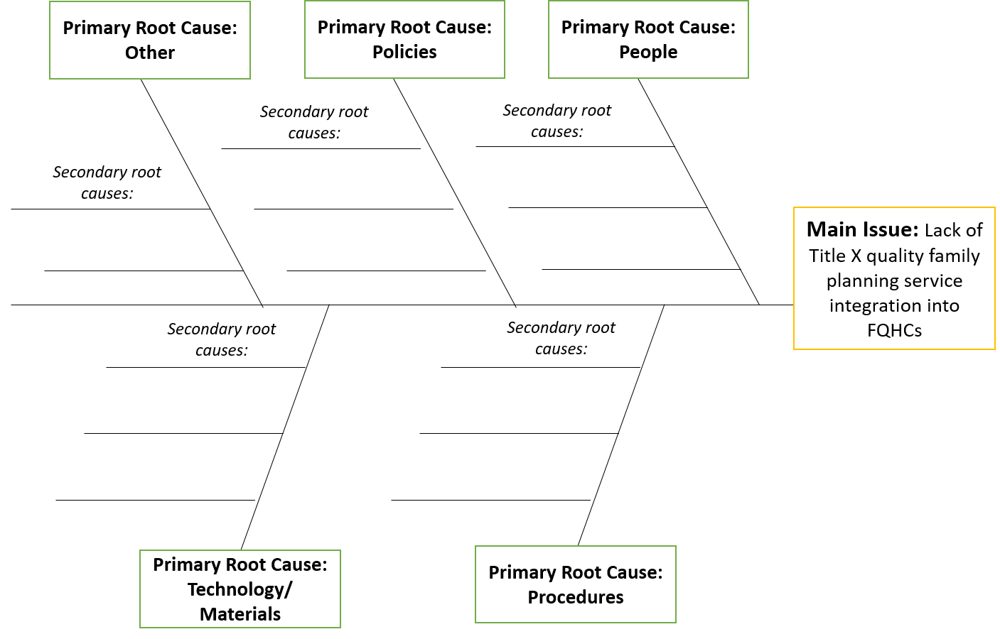 Primary Root Cause:
Other
Primary Root Cause:
Policies
Primary Root Cause:
People
Secondary root
causes:
Secondary root
causes:
Secondary root
causes:
Main Issue: Lack of
Title X quality family
planning service
integration into
FQHCs
Secondary root
causes:
Secondary root
causes:
Primary Root Cause:
Technology/
Materials
Primary Root Cause:
Procedures